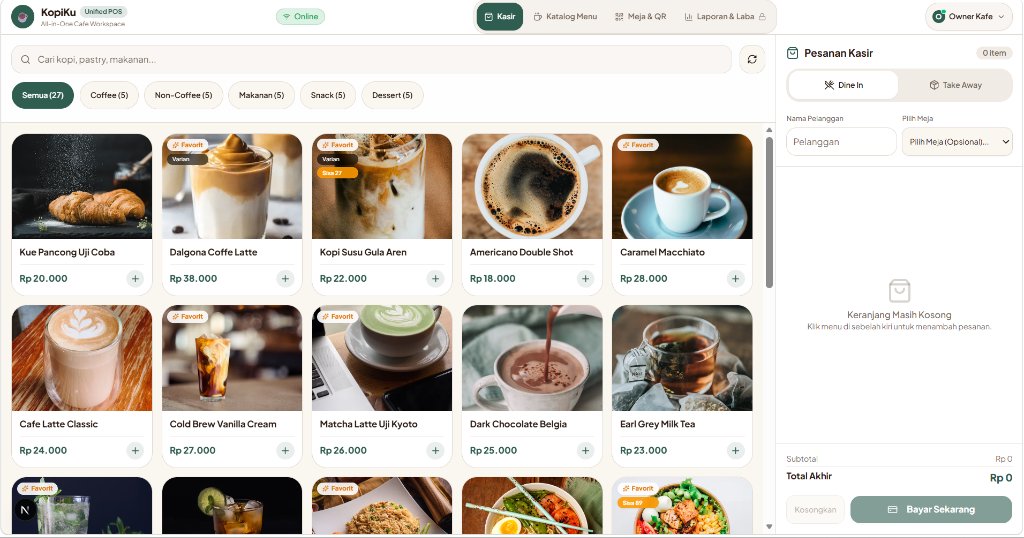 KopiKu Unified POS
All-in-One Cafe Workspace
Online
Kasir
Katalog Menu
Meja & QR
Laporan & Laba
Owner Kafe
Cari kopi, pastry, makanan...
Semua (27)
Coffee (5)
Non-Coffee (5)
Makanan (5)
Snack (5)
Dessert (5)
Kue Pancong Uji Coba
Rp 20.000
Favorit
Varian
Dalgona Coffe Latte
Rp 38.000
Favorit
Varian
Sisa 27
Kopi Susu Gula Aren
Rp 22.000
Americano Double Shot
Rp 18.000
Favorit
Caramel Macchiato
Rp 28.000
Cafe Latte Classic
Rp 24.000
Favorit
Cold Brew Vanilla Cream
Rp 27.000
Favorit
Matcha Latte Uji Kyoto
Rp 26.000
Dark Chocolate Belgia
Rp 25.000
Earl Grey Milk Tea
Rp 23.000
Favorit
N
Favorit
Favorit
Pesanan Kasir
0 item
Dine In
Take Away
Nama Pelanggan
Pilih Meja
Pelanggan
Pilih Meja (Opsional)...
Keranjang Masih Kosong
Klik menu di sebelah kiri untuk menambah pesanan.
Subtotal
Rp 0
Total Akhir
Rp 0
Kosongkan
Bayar Sekarang